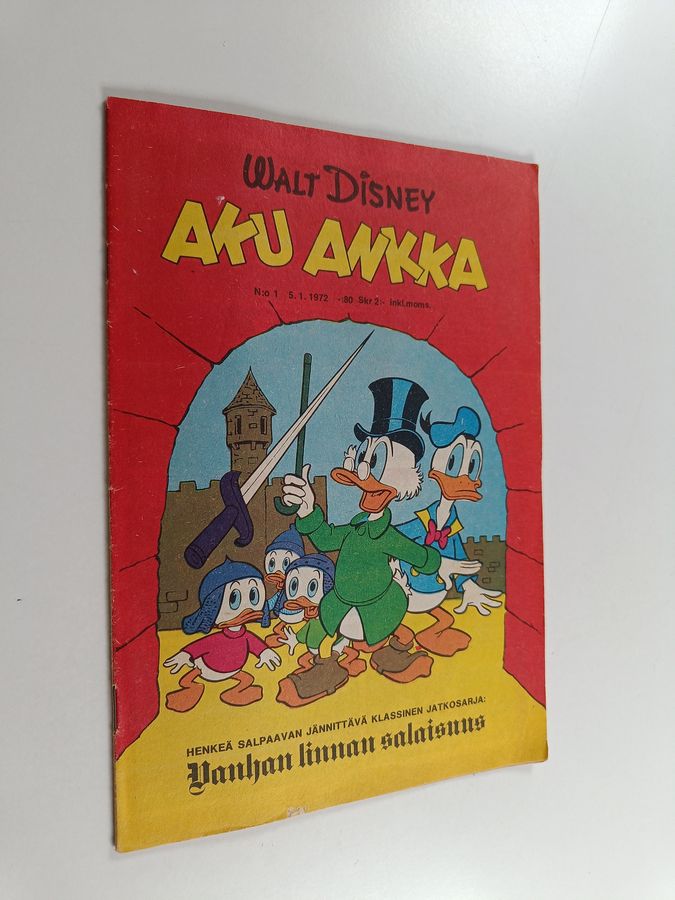 WALT DISNEY
AKU ANKKA
N:o 1 5.1.1972 -:80 Skr 2:- inkl.moms.
HENKEÄ SALPAAVAN JÄNNITTÄVÄ KLASSINEN JATKOSARJA:
Vanhan linnan salaisuus